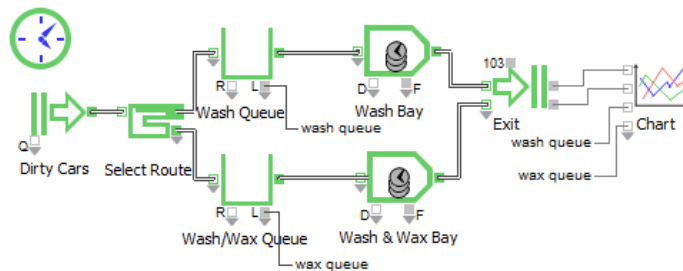 103
R L
Wash Queue
D F
Wash Bay
wash queue
Q
Dirty Cars
Select Route
Exit
Chart
wash queue
wax queue
R L
Wash/Wax Queue
D F
Wash & Wax Bay
wax queue